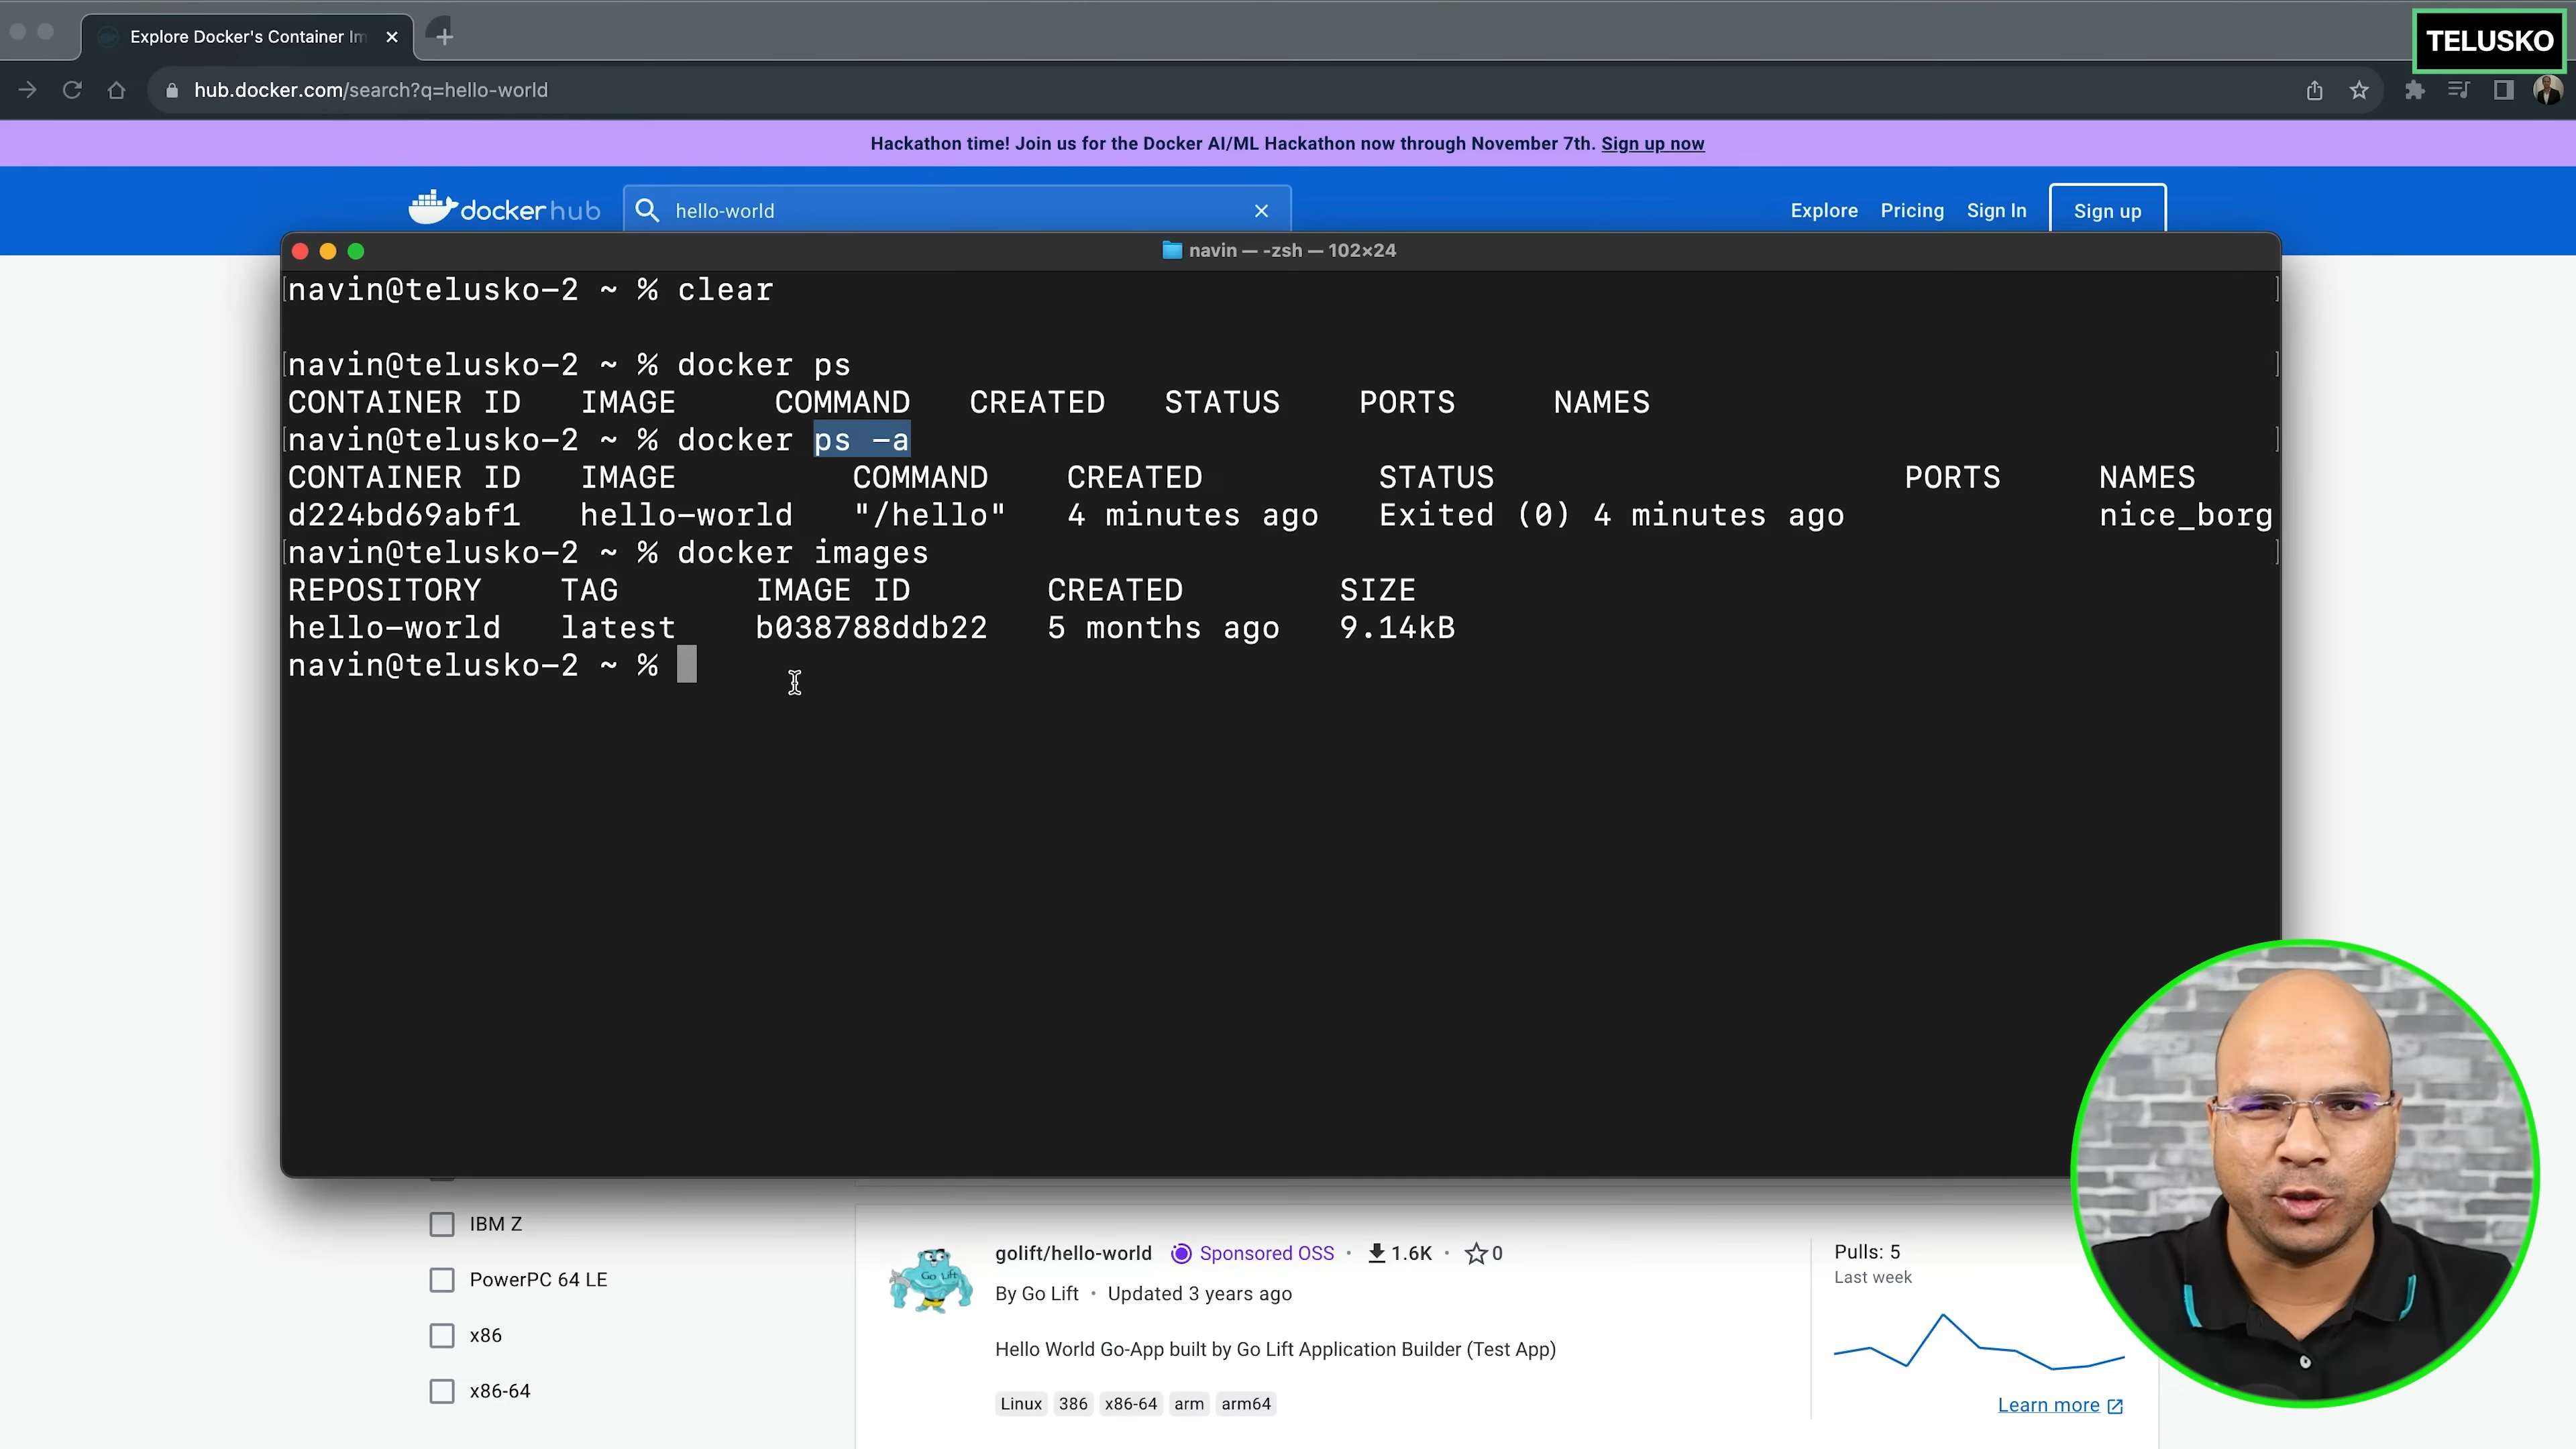 Explore Docker's Container Im
TELUSKO
hub.docker.com/search?q=hello-world
Hackathon time! Join us for the Docker AI/ML Hackathon now through November 7th. Sign up now
docker hub
hello-world
Explore Pricing Sign In Sign up
navin — -zsh — 102×24
navin@telusko-2 ~ % clear
navin@telusko-2 ~ % docker ps
CONTAINER ID IMAGE COMMAND CREATED STATUS PORTS NAMES
navin@telusko-2 ~ % docker ps -a
CONTAINER ID IMAGE COMMAND CREATED STATUS PORTS NAMES
d224bd69abf1 hello-world "/hello" 4 minutes ago Exited (0) 4 minutes ago nice_borg
navin@telusko-2 ~ % docker images
REPOSITORY TAG IMAGE ID CREATED SIZE
hello-world latest b038788ddb22 5 months ago 9.14kB
navin@telusko-2 ~ %
IBM Z
PowerPC 64 LE
x86
x86-64
Go Lift
golift/hello-world Sponsored OSS · 1.6K · 0
By Go Lift · Updated 3 years ago
Hello World Go-App built by Go Lift Application Builder (Test App)
Linux 386 x86-64 arm arm64
Pulls: 5
Last week
Learn more